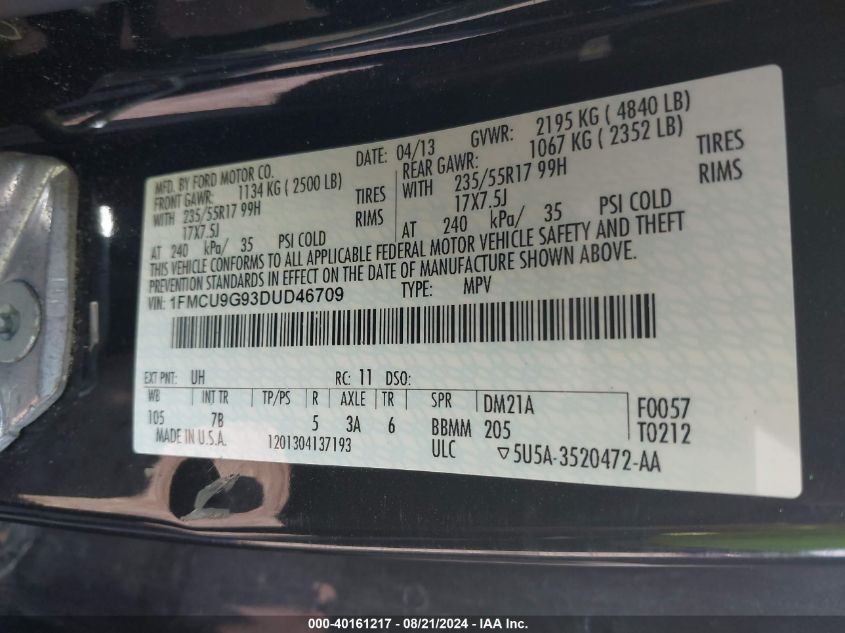 MFD. BY FORD MOTOR CO. DATE: 04/13 GVWR: 2195 KG ( 4840 LB)
FRONT GAWR: 1134 KG ( 2500 LB) REAR GAWR: 1067 KG ( 2352 LB)
WITH 235/55R17 99H TIRES WITH 235/55R17 99H TIRES
17X7.5J RIMS 17X7.5J RIMS
AT 240 kPa/ 35 PSI COLD AT 240 kPa/ 35 PSI COLD
THIS VEHICLE CONFORMS TO ALL APPLICABLE FEDERAL MOTOR VEHICLE SAFETY AND THEFT
PREVENTION STANDARDS IN EFFECT ON THE DATE OF MANUFACTURE SHOWN ABOVE.
VIN: 1FMCU9G93DUD46709 TYPE: MPV
EXT PNT: UH RC: 11 DSO:
WB INT TR TP/PS R AXLE TR SPR DM21A F0057
105 7B 5 3A 6 BBMM 205 T0212
MADE IN U.S.A. 1201304137193 ULC ▽5U5A-3520472-AA
000-40161217 - 08/21/2024 - IAA Inc.